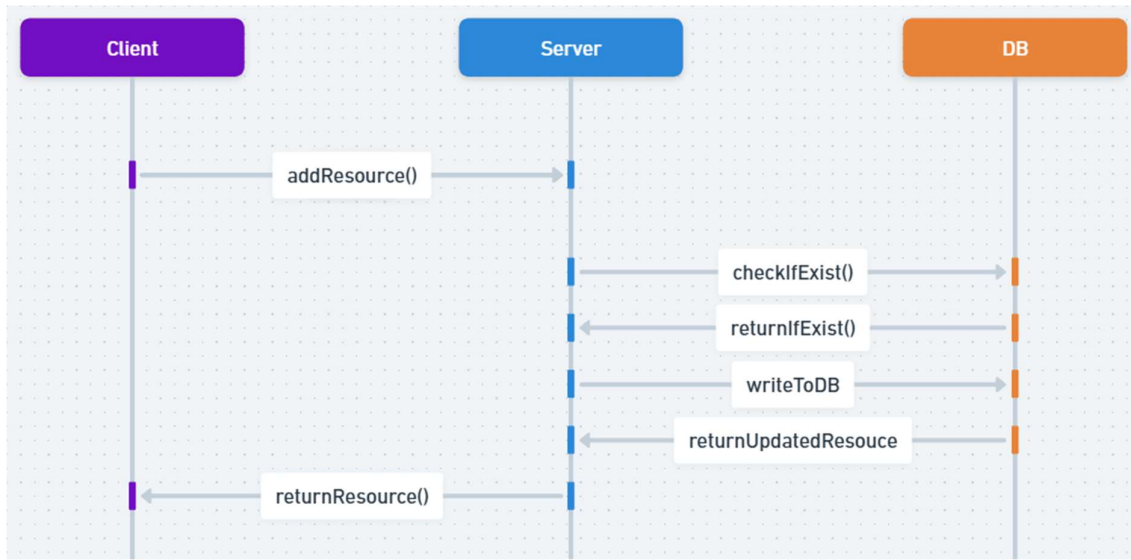 Client
Server
DB
addResource()
checkIfExist()
returnIfExist()
writeToDB
returnUpdatedResouce
returnResource()